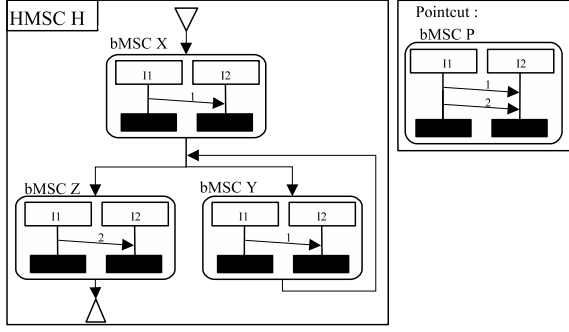 HMSC H
bMSC X
I1 I2
1
bMSC Z
I1 I2
2
bMSC Y
I1 I2
1
Pointcut :
bMSC P
I1 I2
1
2